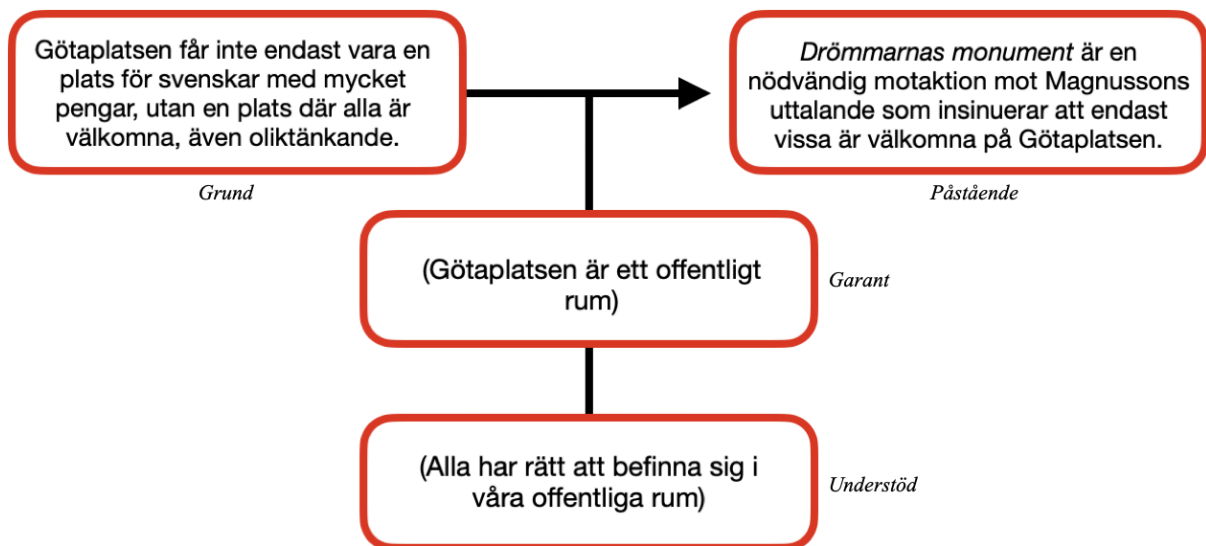 Götaplatsen får inte endast vara en
plats för svenskar med mycket
pengar, utan en plats där alla är
välkomna, även oliktänkande.
Grund
Drömmarnas monument är en
nödvändig motaktion mot Magnussons
uttalande som insinuerar att endast
vissa är välkomna på Götaplatsen.
Påstående
(Götaplatsen är ett offentligt
rum)
Garant
(Alla har rätt att befinna sig i
våra offentliga rum)
Understöd